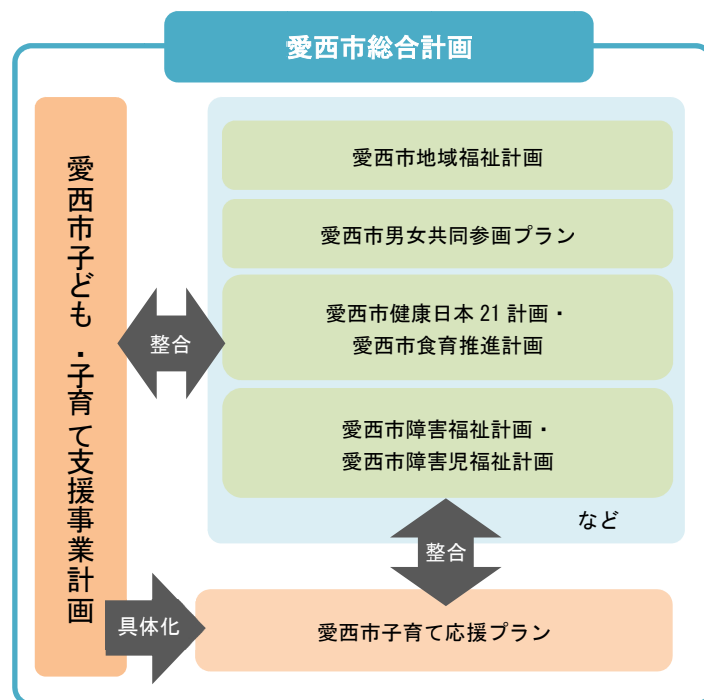 愛西市総合計画
愛西市子ども・子育て支援事業計画
愛西市地域福祉計画
愛西市男女共同参画プラン
愛西市健康日本 21 計画・
愛西市食育推進計画
整合
愛西市障害福祉計画・
愛西市障害児福祉計画
など
整合
具体化
愛西市子育て応援プラン